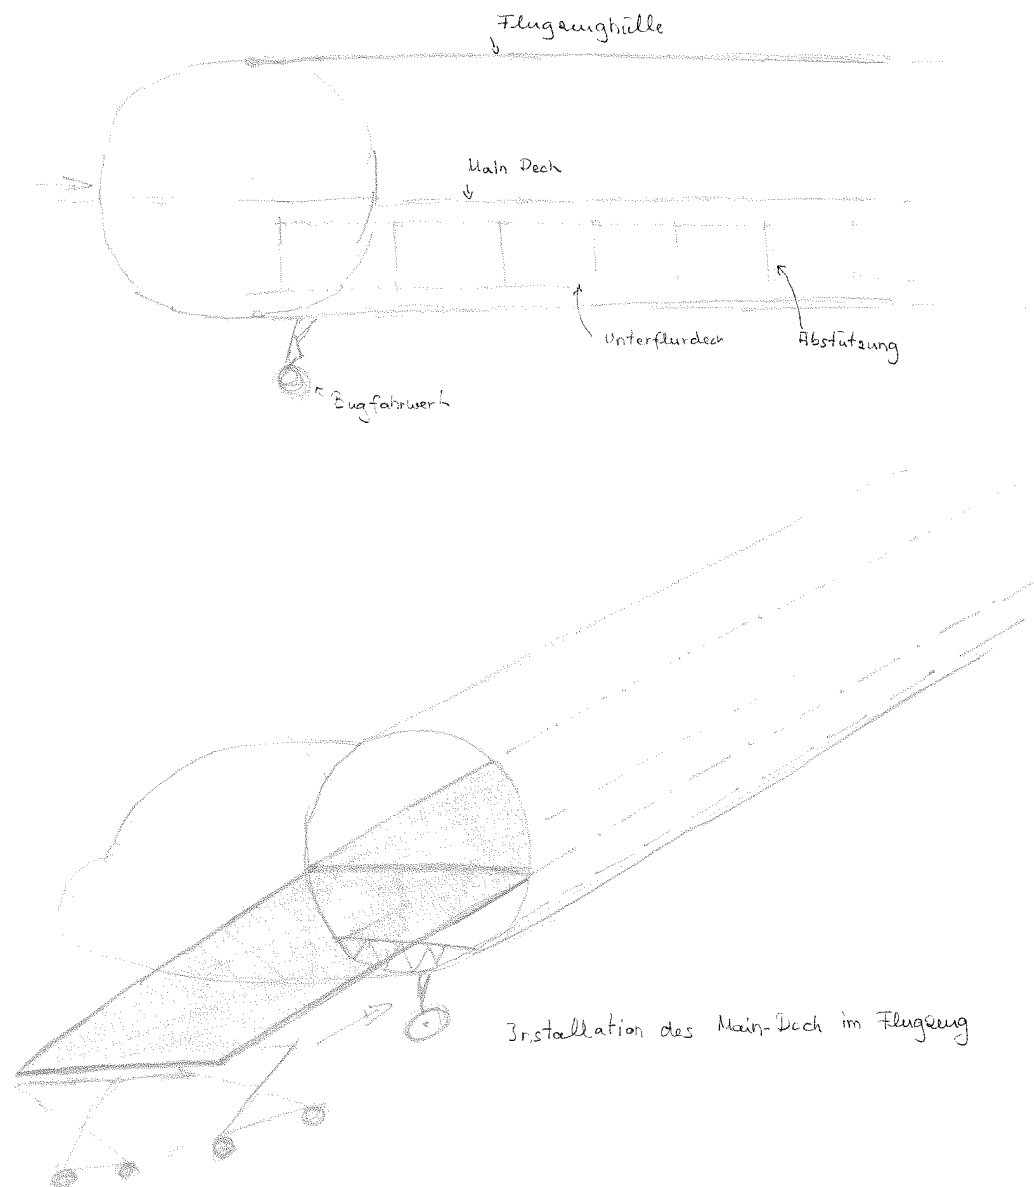 Flugzeughülle
Main Deck
Unterflurdeck
Abstützung
Bugfahrwerk
Installation des Main-Deck im Flugzeug